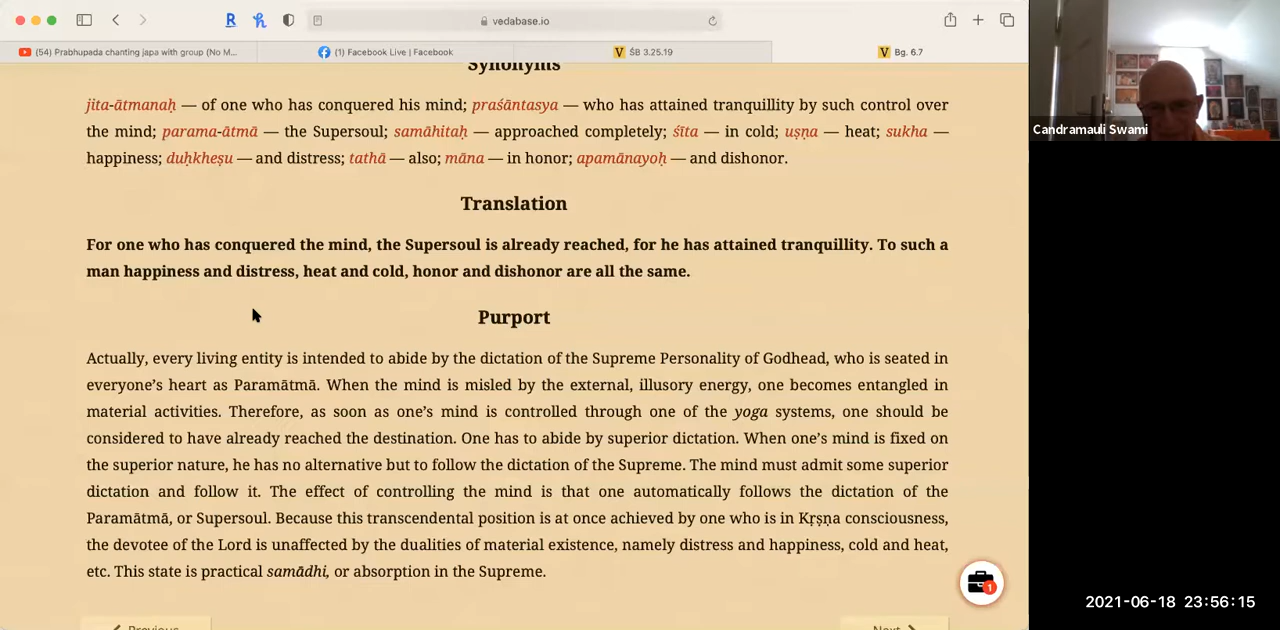 vedabase.io
(54) Prabhupada chanting japa with group (No M...
(1) Facebook Live | Facebook
ŚB 3.25.19
Bg. 6.7
Synonyms
jita-ātmanaḥ — of one who has conquered his mind; praśāntasya — who has attained tranquillity by such control over
the mind; parama-ātmā — the Supersoul; samāhitaḥ — approached completely; śīta — in cold; uṣṇa — heat; sukha —
happiness; duḥkheṣu — and distress; tathā — also; māna — in honor; apamānayoḥ — and dishonor.
Translation
For one who has conquered the mind, the Supersoul is already reached, for he has attained tranquillity. To such a
man happiness and distress, heat and cold, honor and dishonor are all the same.
Purport
Actually, every living entity is intended to abide by the dictation of the Supreme Personality of Godhead, who is seated in
everyone’s heart as Paramātmā. When the mind is misled by the external, illusory energy, one becomes entangled in
material activities. Therefore, as soon as one’s mind is controlled through one of the yoga systems, one should be
considered to have already reached the destination. One has to abide by superior dictation. When one’s mind is fixed on
the superior nature, he has no alternative but to follow the dictation of the Supreme. The mind must admit some superior
dictation and follow it. The effect of controlling the mind is that one automatically follows the dictation of the
Paramātmā, or Supersoul. Because this transcendental position is at once achieved by one who is in Kṛṣṇa consciousness,
the devotee of the Lord is unaffected by the dualities of material existence, namely distress and happiness, cold and heat,
etc. This state is practical samādhi, or absorption in the Supreme.
1
Previous
Next
Candramauli Swami
2021-06-18 23:56:15